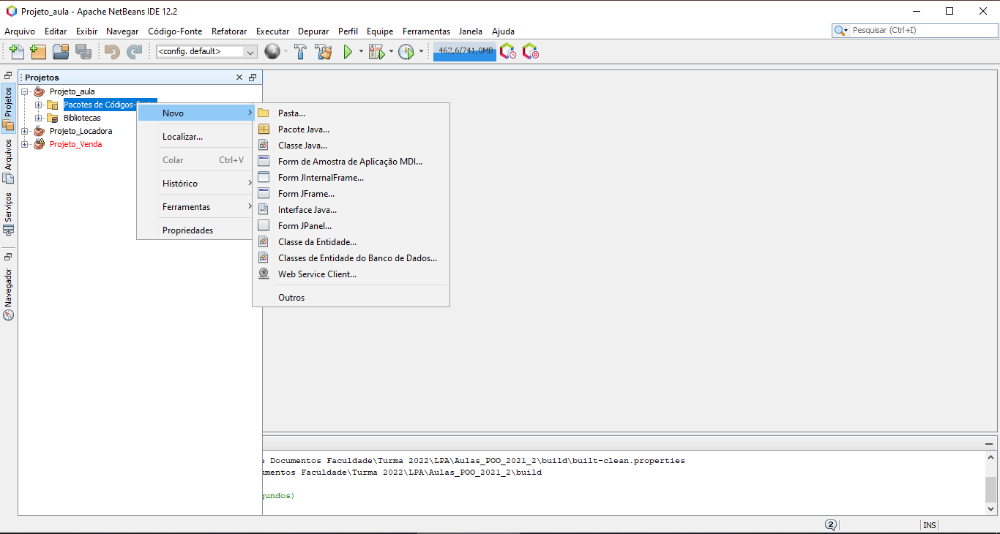 Projeto_aula - Apache NetBeans IDE 12.2
Arquivo Editar Exibir Navegar Código-Fonte Refatorar Executar Depurar Perfil Equipe Ferramentas Janela Ajuda
Pesquisar (Ctrl+I)
<config. default>
462,6/741,0MB
Projetos
Projetos
Arquivos
Serviços
Navegador
Projeto_aula
Pacotes de Códigos-
Bibliotecas
Projeto_Locadora
Projeto_Venda
Novo
Localizar...
Colar Ctrl+V
Histórico
Ferramentas
Propriedades
Pasta...
Pacote Java...
Classe Java...
Form de Amostra de Aplicação MDI...
Form JInternalFrame...
Form JFrame...
Interface Java...
Form JPanel...
Classe da Entidade...
Classes de Entidade do Banco de Dados...
Web Service Client...
Outros
e Documentos Faculdade\Turma 2022\LPA\Aulas_POO_2021_2\build\built-clean.properties
umentos Faculdade\Turma 2022\LPA\Aulas_POO_2021_2\build
gundos)
2
INS